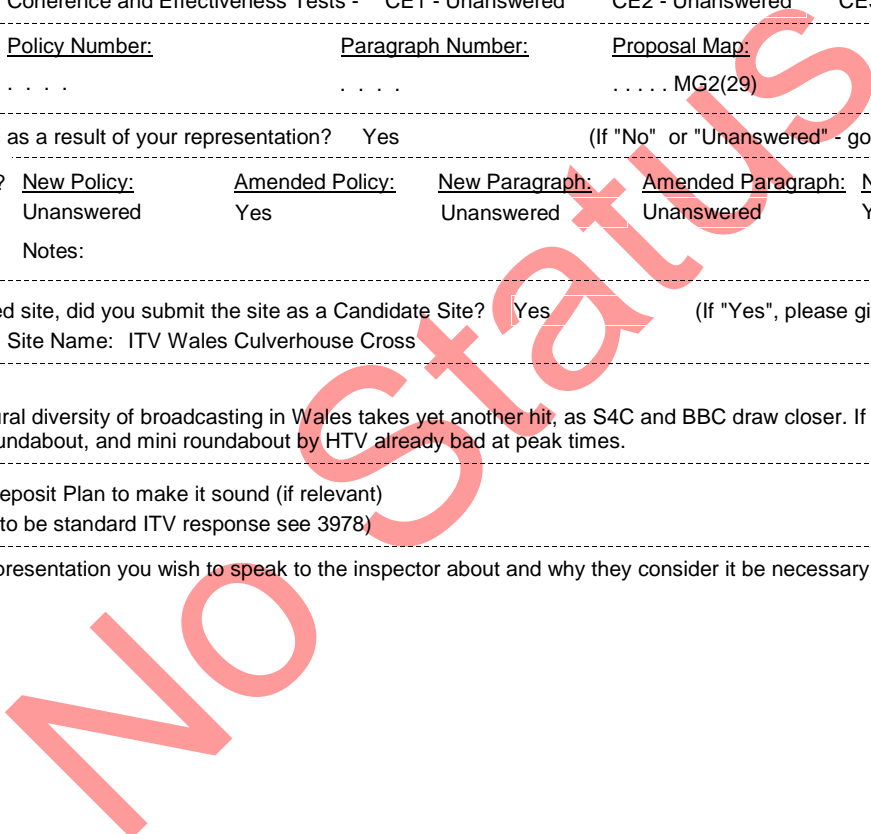 Coherence and Effectiveness Tests - CE1 - Unanswered CE2 - Unanswered
Policy Number: Paragraph Number: Proposal Map:
. . . . . . . . . . . . . MG2(29)
as a result of your representation? Yes (If "No" or "Unanswered" - go
? New Policy: Amended Policy: New Paragraph: Amended Paragraph:
Unanswered Yes Unanswered Unanswered
Notes:
ed site, did you submit the site as a Candidate Site? Yes (If "Yes", please gi
Site Name: ITV Wales Culverhouse Cross
ural diversity of broadcasting in Wales takes yet another hit, as S4C and BBC draw closer. If
undabout, and mini roundabout by HTV already bad at peak times.
eposit Plan to make it sound (if relevant)
to be standard ITV response see 3978)
presentation you wish to speak to the inspector about and why they consider it be necessary
No Status